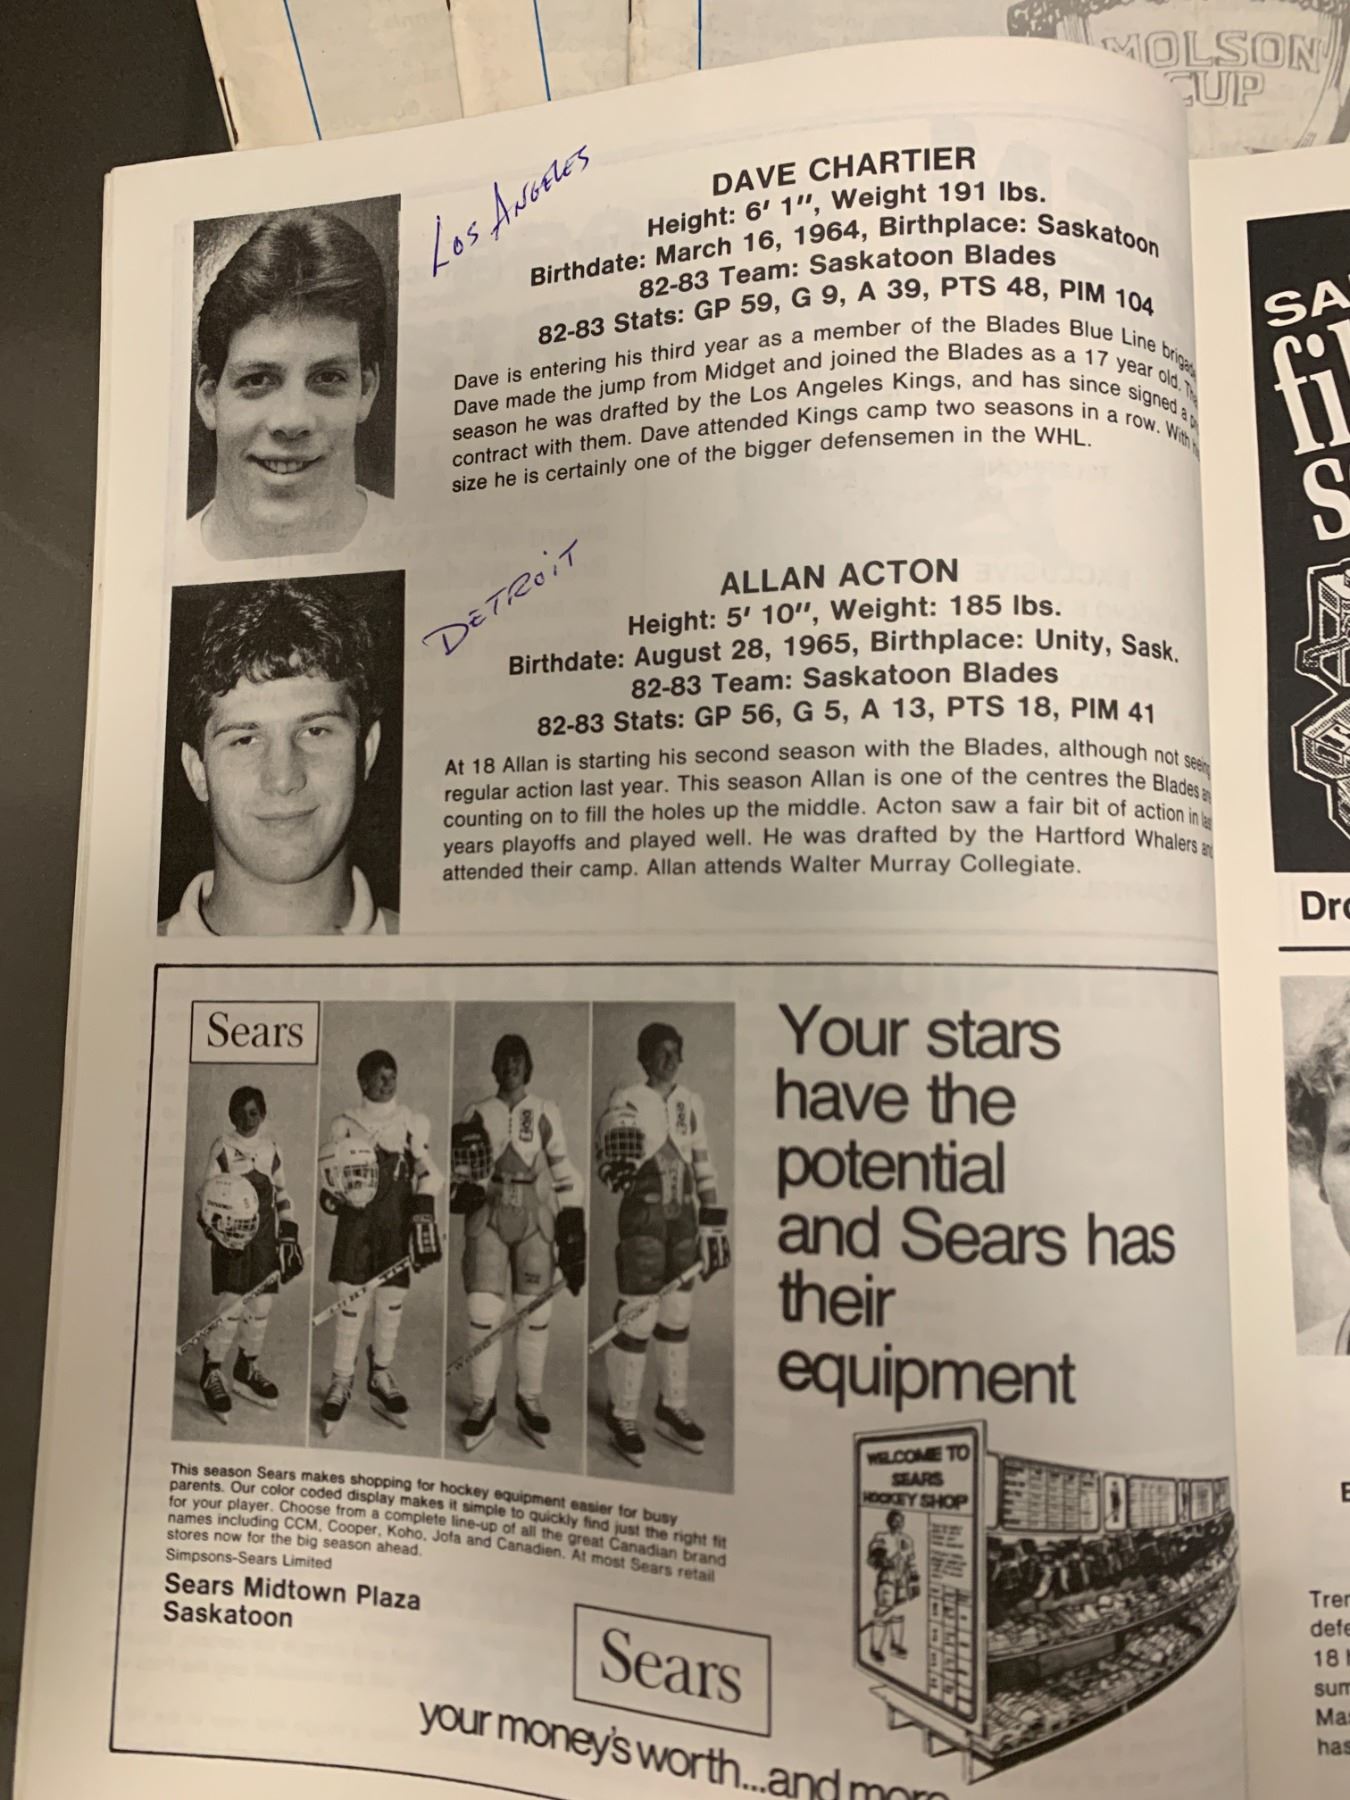 MOLSON
CUP
LOS ANGELES
DAVE CHARTIER
Height: 6' 1'', Weight 191 lbs.
Birthdate: March 16, 1964, Birthplace: Saskatoon
82-83 Team: Saskatoon Blades
82-83 Stats: GP 59, G 9, A 39, PTS 48, PIM 104
Dave is entering his third year as a member of the Blades Blue Line brigade
Dave made the jump from Midget and joined the Blades as a 17 year old.
season he was drafted by the Los Angeles Kings, and has since signed a
contract with them. Dave attended Kings camp two seasons in a row. With
size he is certainly one of the bigger defensemen in the WHL.
DETROiT
ALLAN ACTON
Height: 5' 10'', Weight: 185 lbs.
Birthdate: August 28, 1965, Birthplace: Unity, Sask.
82-83 Team: Saskatoon Blades
82-83 Stats: GP 56, G 5, A 13, PTS 18, PIM 41
At 18 Allan is starting his second season with the Blades, although not seeing
regular action last year. This season Allan is one of the centres the Blades
counting on to fill the holes up the middle. Acton saw a fair bit of action in
years playoffs and played well. He was drafted by the Hartford Whalers
attended their camp. Allan attends Walter Murray Collegiate.
Sears
Your stars
have the
potential
and Sears has
their
equipment
This season Sears makes shopping for hockey equipment easier for busy
parents. Our color coded display makes it simple to quickly find just the right fit
for your player. Choose from a complete line-up of all the great Canadian brand
names including CCM, Cooper, Koho, Jofa and Canadien. At most Sears retail
stores now for the big season ahead.
Simpsons-Sears Limited
Sears Midtown Plaza
Saskatoon
WELCOME TO
SEARS
HOCKEY SHOP
Sears
your money's worth...and more
SA
fil
S
Dro
Trer
defe
18
sum
Mas
has